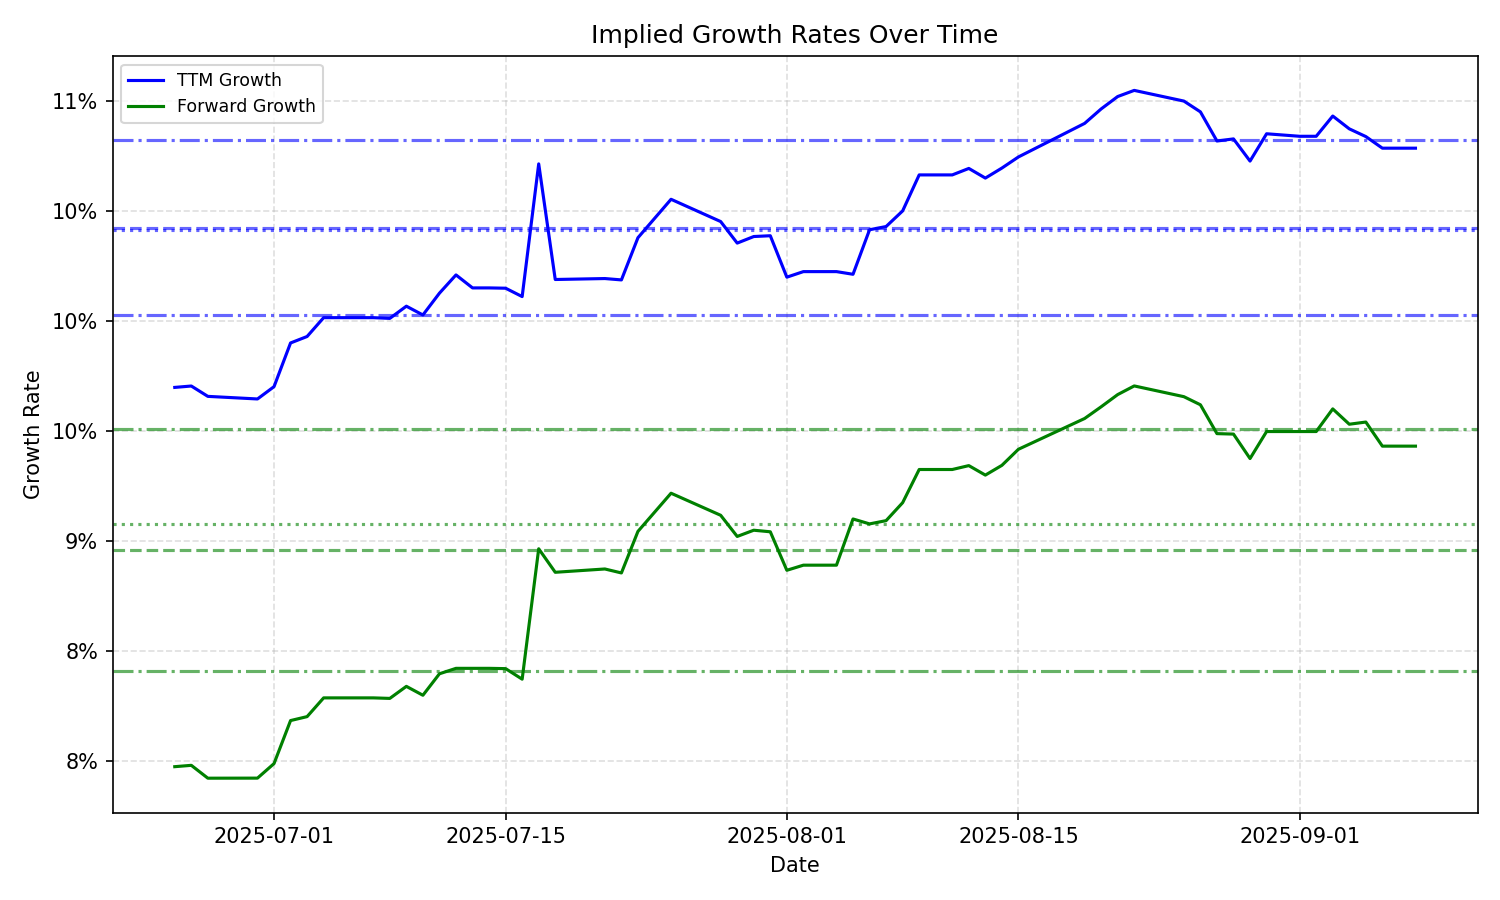 Implied Growth Rates Over Time
TTM Growth
Forward Growth
11%
10%
10%
10%
9%
8%
8%
Growth Rate
2025-07-01
2025-07-15
2025-08-01
2025-08-15
2025-09-01
Date